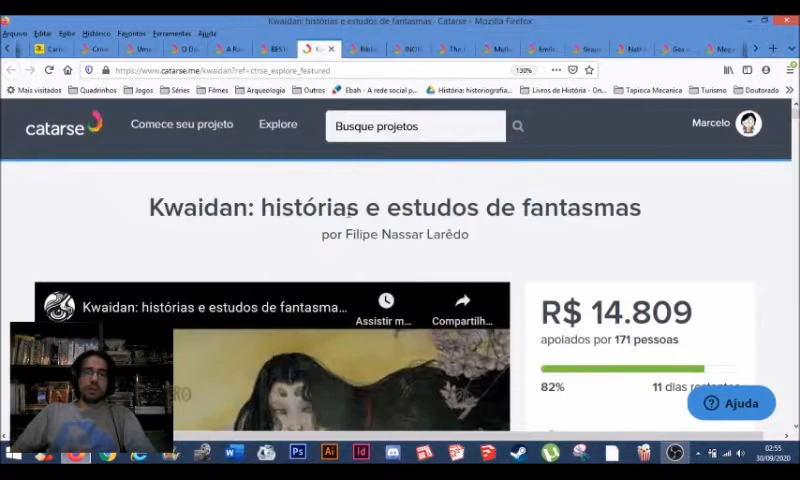 Kwaidan: histórias e estudos de fantasmas - Catarse - Mozilla Firefox
Arquivo Editar Exibir Histórico Favoritos Ferramentas Ajuda
https://www.catarse.me/kwaidan?ref=ctrse_explore_featured
130%
Mais visitados Quadrinhos Jogos Séries Filmes Arqueologia Outros Ebah - A rede social p... História: historiografia... Livros de História - On... Tapioca Mecanica Turismo Doutorado
catarse
Comece seu projeto
Explore
Busque projetos
Marcelo
Kwaidan: histórias e estudos de fantasmas
por Filipe Nassar Larêdo
Kwaidan: histórias e estudos de fantasma...
Assistir m...
Compartilh...
R$ 14.809
apoiados por 171 pessoas
82%
11 dias restantes
Ajuda
Ps Ai Id
02:55
30/09/2020